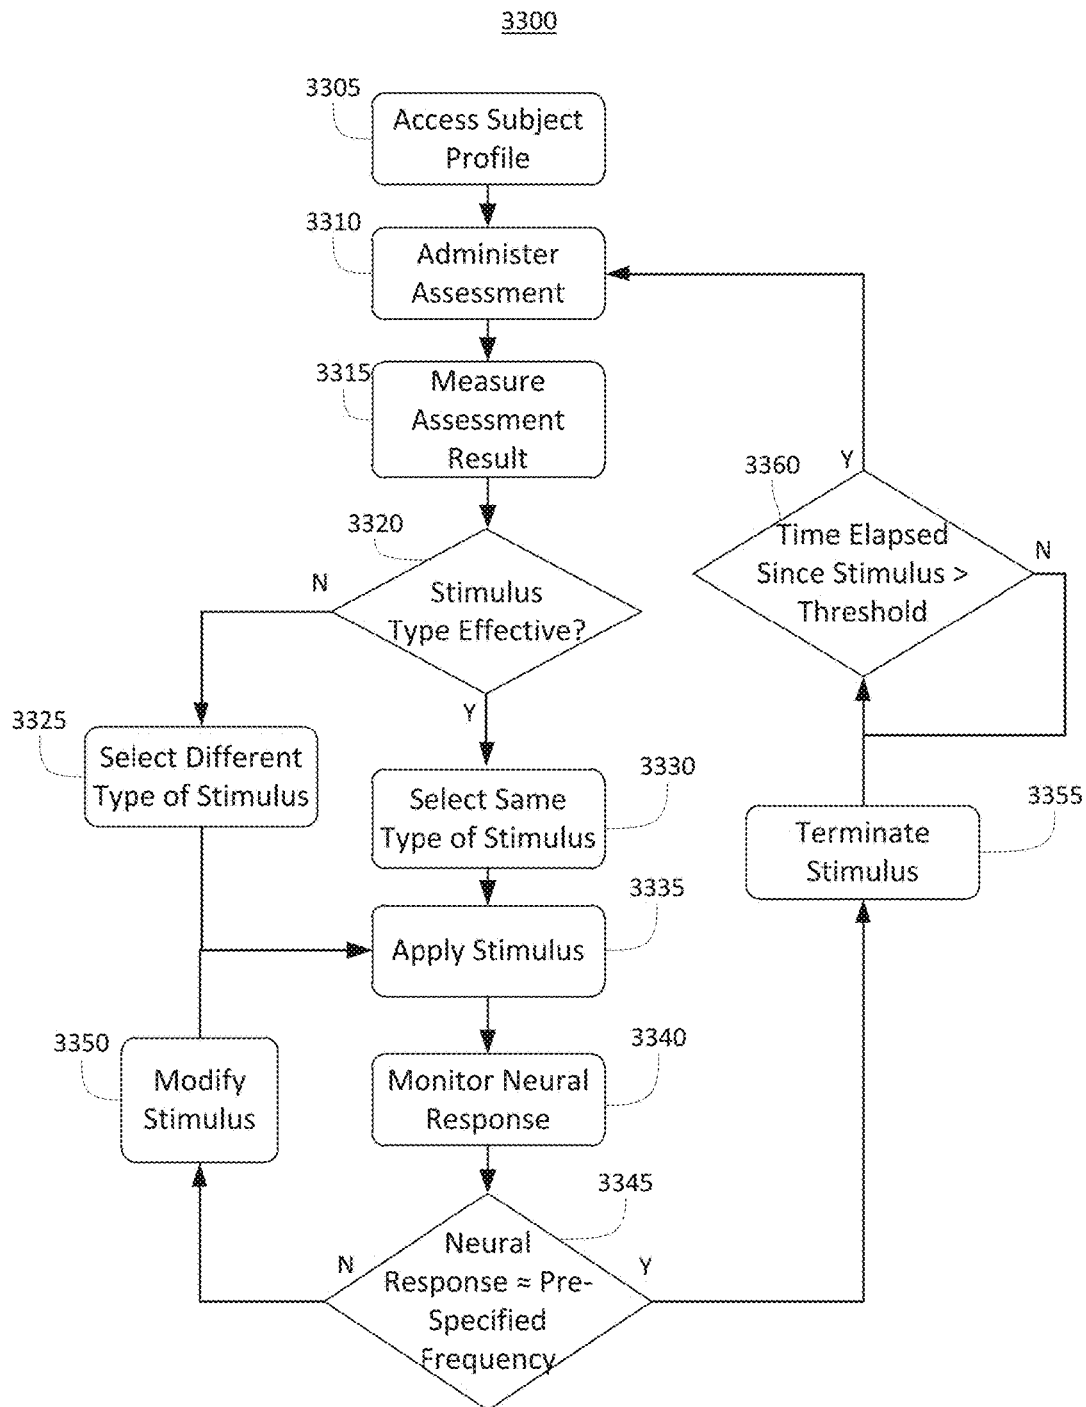 3300
3305
Access Subject
Profile
3310
Administer
Assessment
3315
Measure
Assessment
Result
3320
N
Stimulus
Type Effective?
Y
3360
Y
Time Elapsed
Since Stimulus >
Threshold
N
3325
Select Different
Type of Stimulus
3330
Select Same
Type of Stimulus
3355
Terminate
Stimulus
3335
Apply Stimulus
3350
Modify
Stimulus
3340
Monitor Neural
Response
3345
N
Neural
Response ≈ Pre-
Specified
Frequency
Y